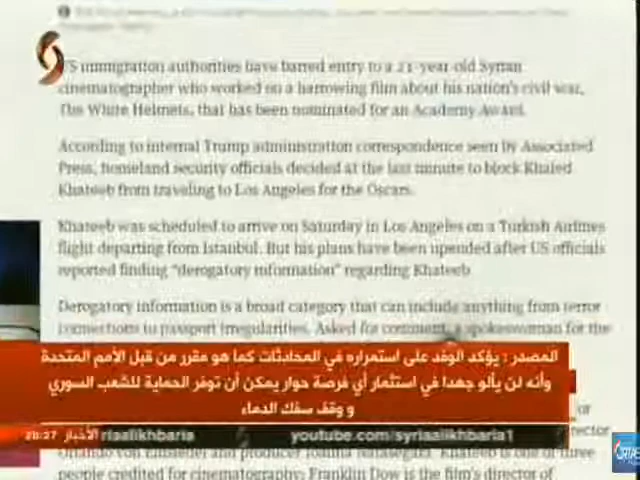 US immigration authorities have barred entry to a 21-year-old Syrian
cinematographer who worked on a harrowing film about his nation's civil war,
The White Helmets, that has been nominated for an Academy Award.
According to internal Trump administration correspondence seen by Associated
Press, homeland security officials decided at the last minute to block Khaled
Khateeb from traveling to Los Angeles for the Oscars.
Khateeb was scheduled to arrive on Saturday in Los Angeles on a Turkish Airlines
flight departing from Istanbul. But his plans have been upended after US officials
reported finding "derogatory information" regarding Khateeb
Derogatory information is a broad category that can include anything from terror
connections to passport irregularities. Asked for comment, a spokeswoman for the
المصدر : يؤكد الوفد على استمراره في المحادثات كما هو مقرر من قبل الأمم المتحدة
وأنه لن يألو جهدا في استثمار أي فرصة حوار يمكن أن توفر الحماية للشعب السوري
و وقف سفك الدماء
or
20:27 الأخبار riaalikhbaria youtube.com/syriaalikhbaria1
rector
Orlando von Einsiedel and producer Joanna Natasegara. Khateeb is one of three
people credited for cinematography; Franklin Dow is the film's director of